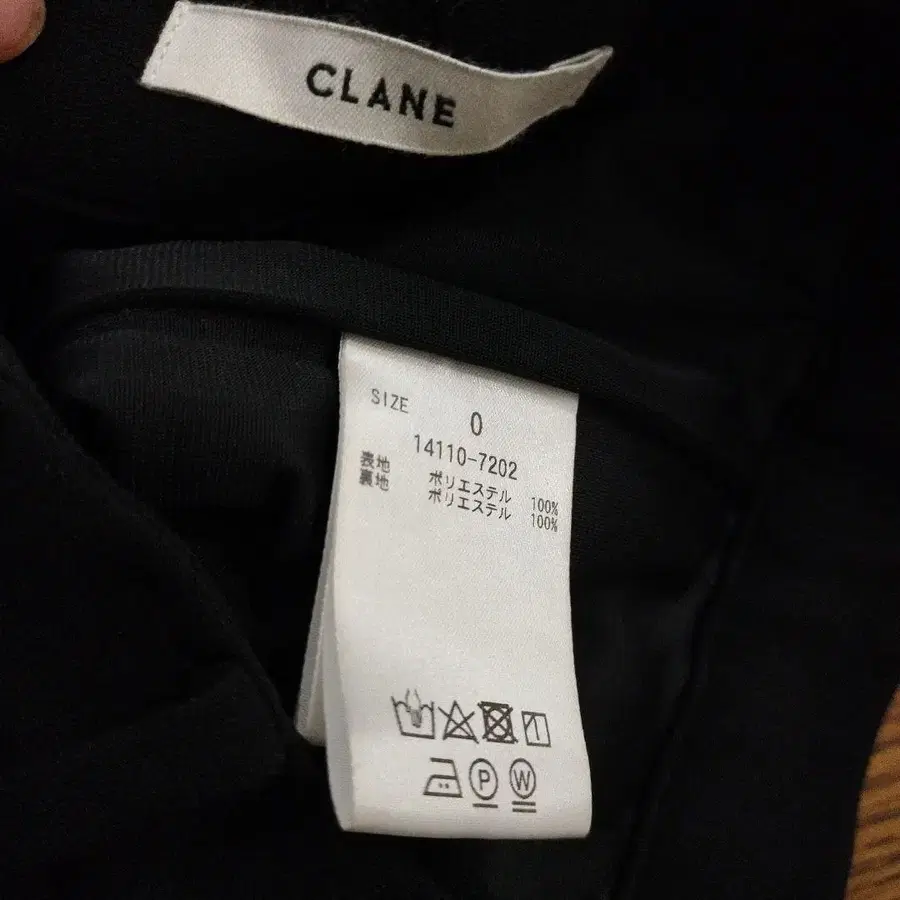 CLANE
SIZE 0
14110-7202
表地 ポリエステル 100%
裏地 ポリエステル 100%
P W